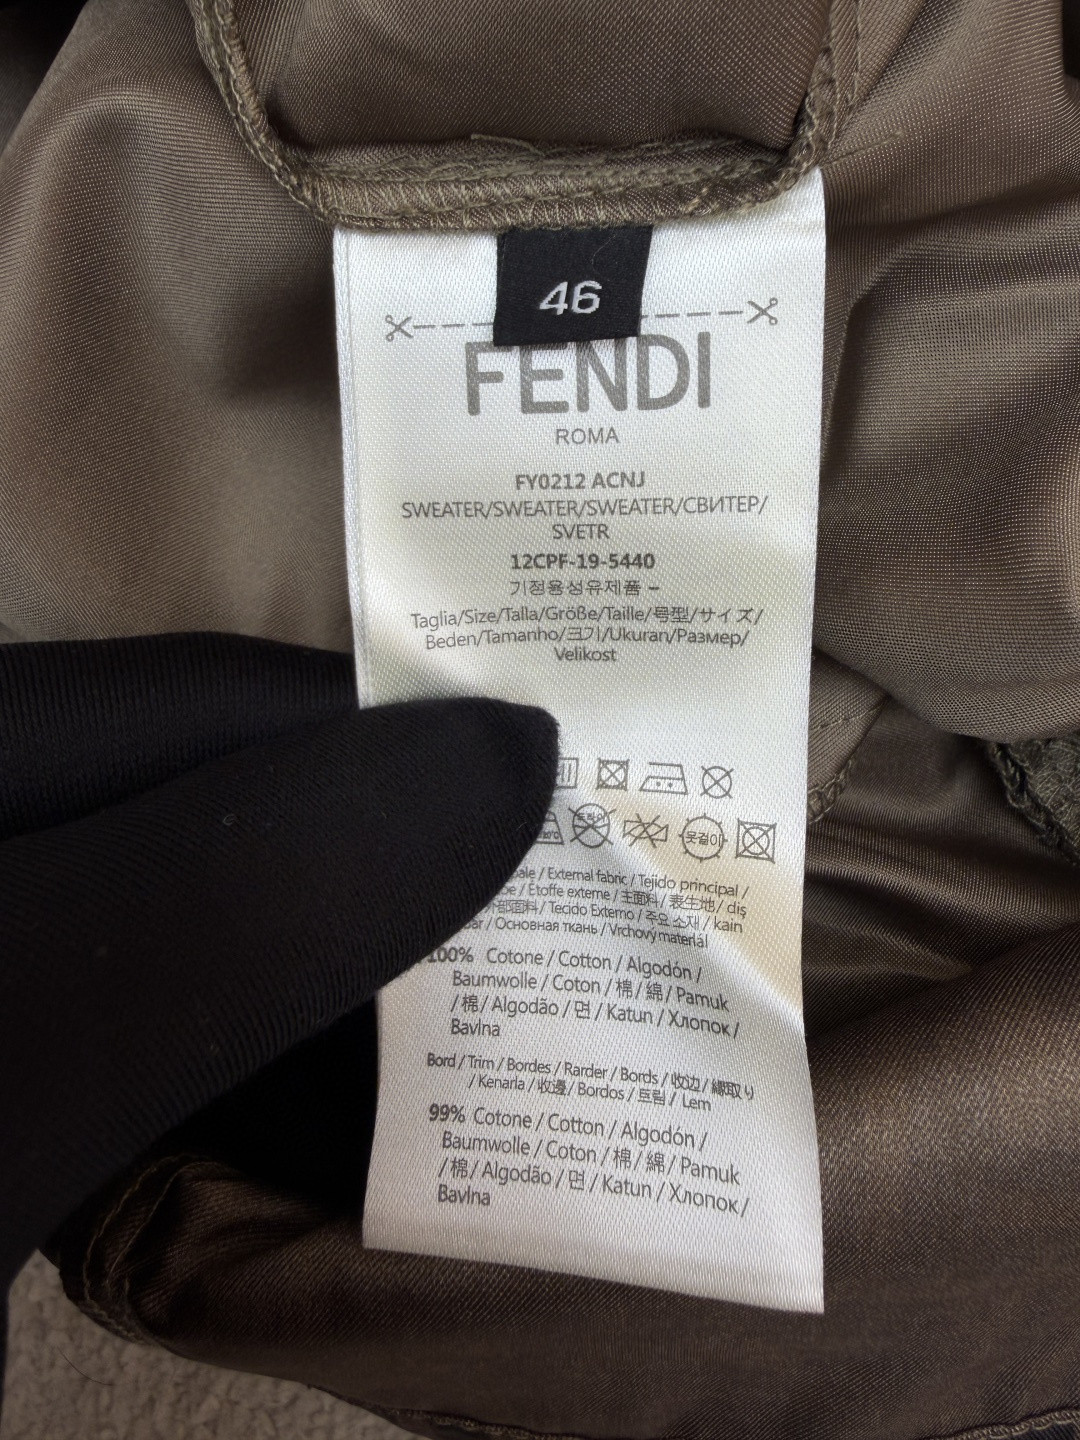 46
FENDI
ROMA
FY0212 ACNJ
SWEATER/SWEATER/SWEATER/СВИТЕР/
SVETR
12CPF-19-5440
기정용성유제품 –
Taglia/Size/Talla/Größe/Taille/号型/サイズ/
Beden/Tamanho/크기/Ukuran/Размер/
Velikost
옷걸이
/ External fabric / Tejido principal /
/ Étoffe externe / 主面料 / 表生地 / diş
/ Tecido Externo / 주요 소재 / kain
/ Основная ткань / Vrchový materiál
100% Cotone / Cotton / Algodón /
Baumwolle / Coton / 棉 / 綿 / Pamuk
/ 棉 / Algodão / 면 / Katun / Хлопок /
Bavlna
Bord / Trim / Bordes / Rarder / Bords / 收边 / 縁取り
/ Kenarla / 收邊 / Bordos / 트림 / Lem
99% Cotone / Cotton / Algodón /
Baumwolle / Coton / 棉 / 綿 / Pamuk
/ 棉 / Algodão / 면 / Katun / Хлопок /
Bavlna